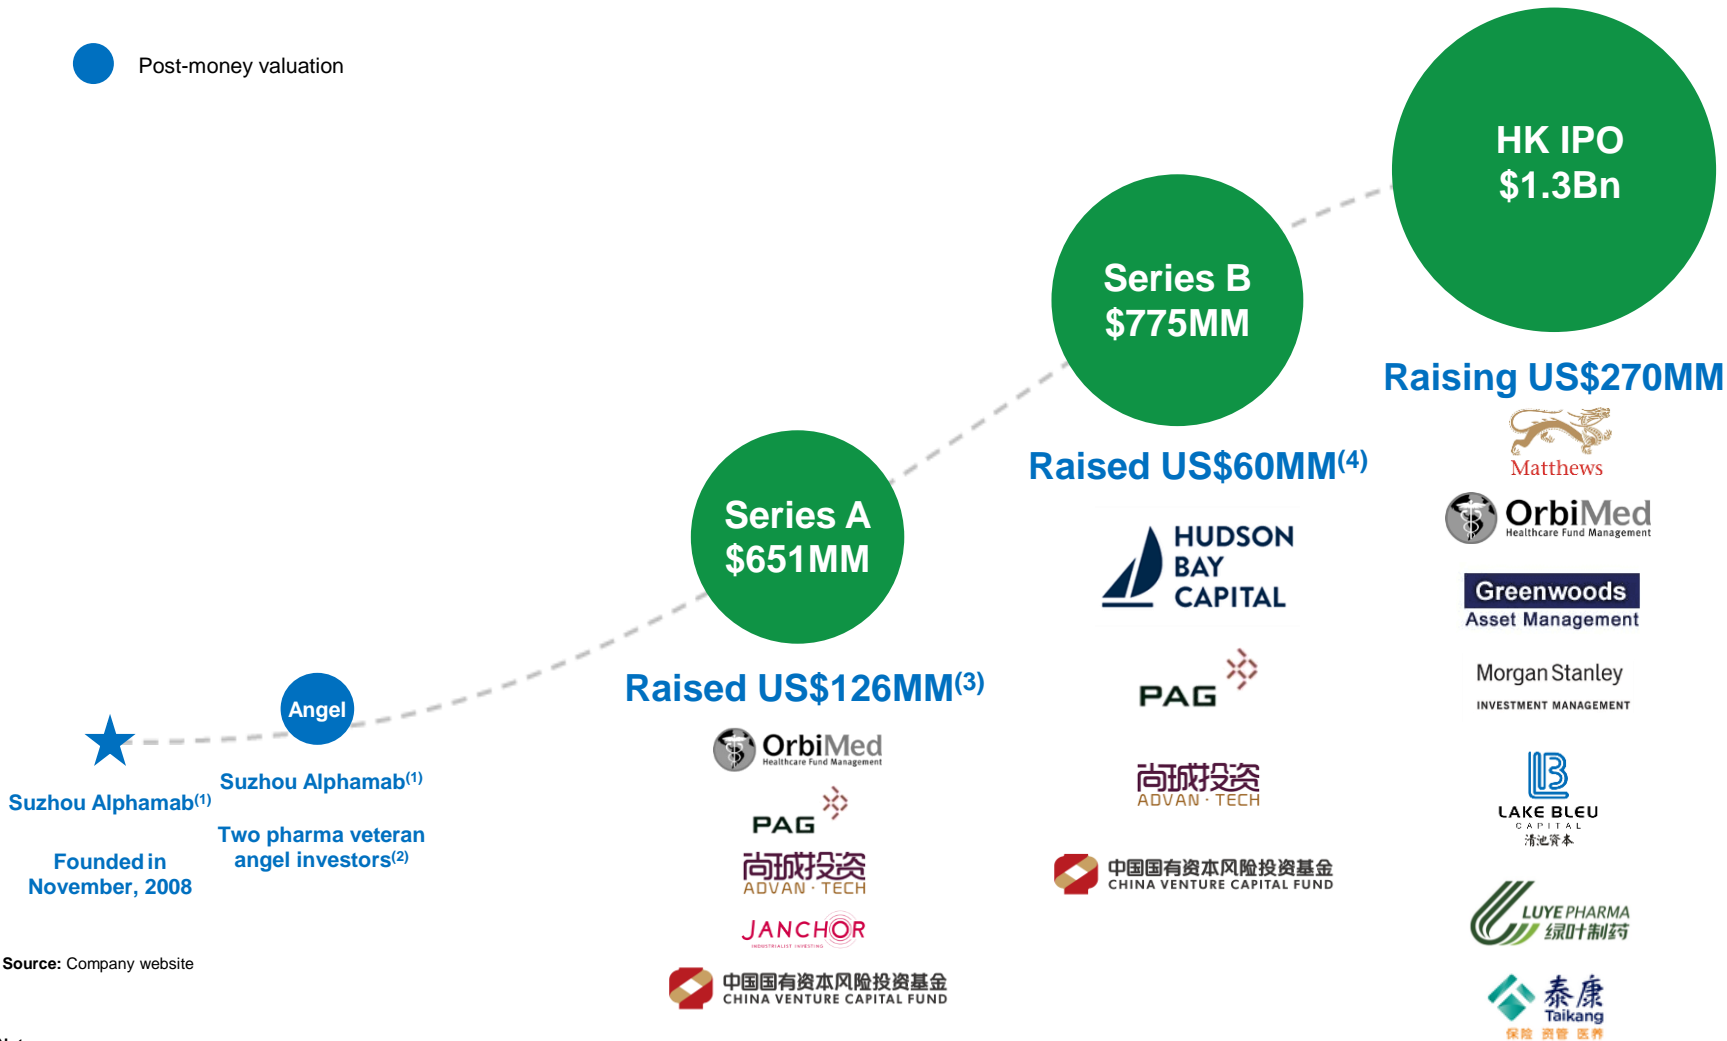 Post-money valuation
HK IPO
$1.3Bn
Series B
$775MM
Raising US$270MM
Matthews
Raised US$60MM(4)
Series A
$651MM
OrbiMed
Healthcare Fund Management
HUDSON
BAY
CAPITAL
Greenwoods
Asset Management
Raised US$126MM(3)
PAG
Morgan Stanley
INVESTMENT MANAGEMENT
Angel
OrbiMed
Healthcare Fund Management
尚珹投资
ADVAN·TECH
LAKE BLEU
CAPITAL
清池資本
Suzhou Alphamab(1)
Founded in
November, 2008
Suzhou Alphamab(1)
Two pharma veteran
angel investors(2)
PAG
尚珹投资
ADVAN·TECH
中国国有资本风险投资基金
CHINA VENTURE CAPITAL FUND
LUYE PHARMA
绿叶制药
JANCHOR
INDUSTRIALIST INVESTING
Source: Company website
中国国有资本风险投资基金
CHINA VENTURE CAPITAL FUND
泰康
Taikang
保险 资管 医养